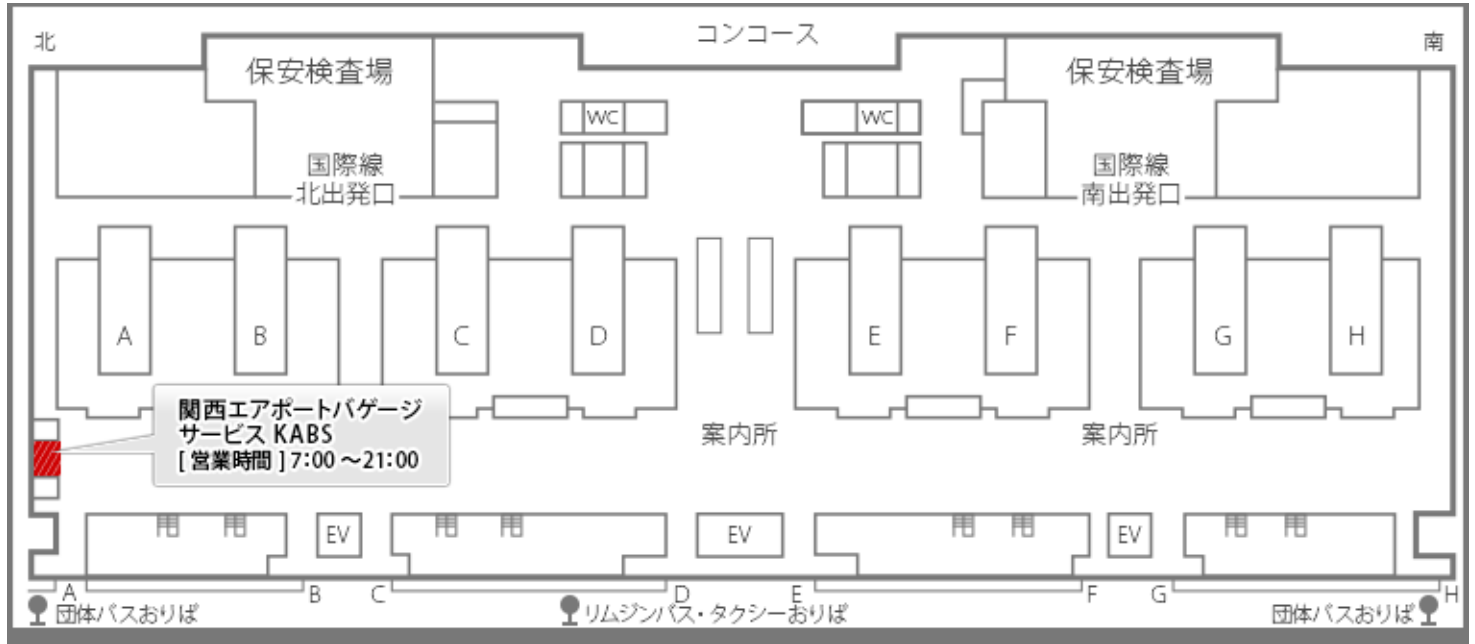 北
コンコース
南
保安検査場
保安検査場
WC
WC
国際線
北出発口
国際線
南出発口
A
B
C
D
E
F
G
H
関西エアポートバゲージ
サービス KABS
[ 営業時間 ] 7:00 ～21:00
案内所
案内所
EV
EV
EV
A
B
C
D
E
F
G
H
団体バスおりば
リムジンバス・タクシーおりば
団体バスおりば